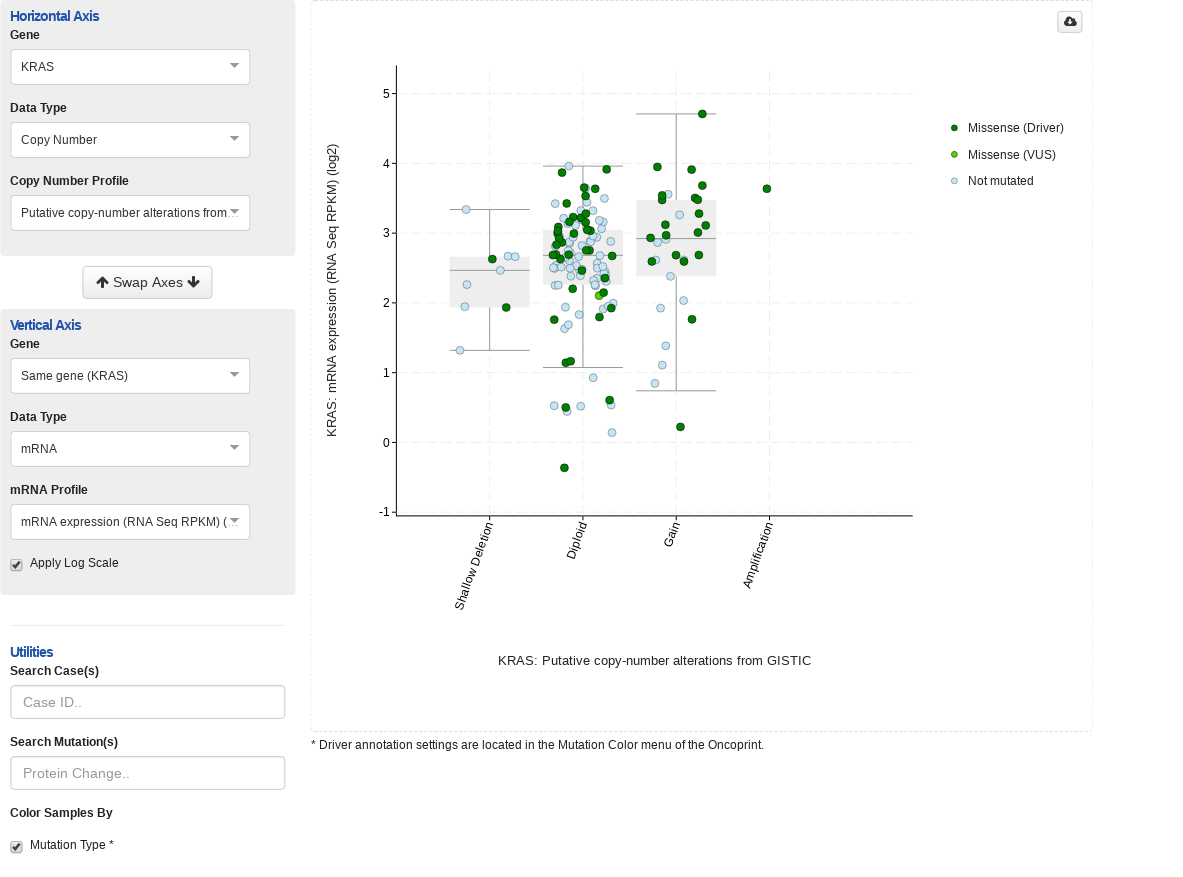 Horizontal Axis
Gene
KRAS
Data Type
Copy Number
Copy Number Profile
Putative copy-number alterations from ...
Swap Axes
Vertical Axis
Gene
Same gene (KRAS)
Data Type
mRNA
mRNA Profile
mRNA expression (RNA Seq RPKM) (...
Apply Log Scale
Utilities
Search Case(s)
Case ID..
Search Mutation(s)
Protein Change..
Color Samples By
Mutation Type *
KRAS: mRNA expression (RNA Seq RPKM) (log2)
5
4
3
2
1
0
-1
Shallow Deletion
Diploid
Gain
Amplification
KRAS: Putative copy-number alterations from GISTIC
Missense (Driver)
Missense (VUS)
Not mutated
* Driver annotation settings are located in the Mutation Color menu of the Oncoprint.